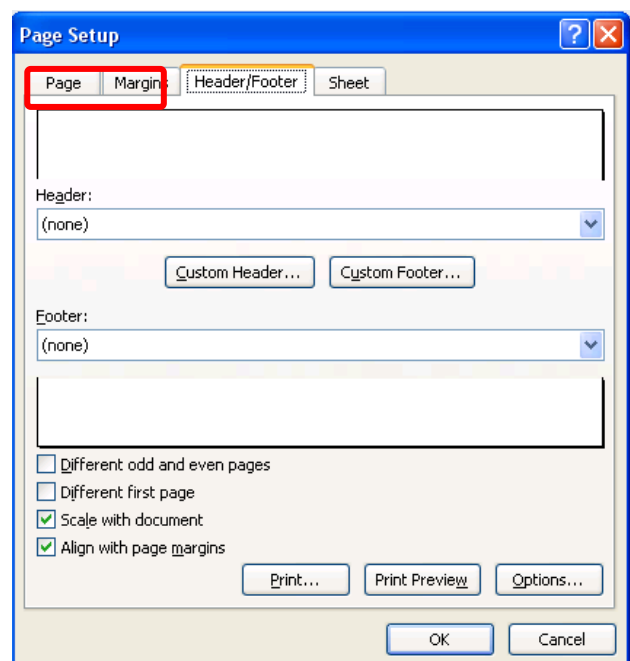 Page Setup
Page Margins Header/Footer Sheet
Header:
(none)
Custom Header... Custom Footer...
Footer:
(none)
Different odd and even pages
Different first page
Scale with document
Align with page margins
Print... Print Preview Options...
OK Cancel